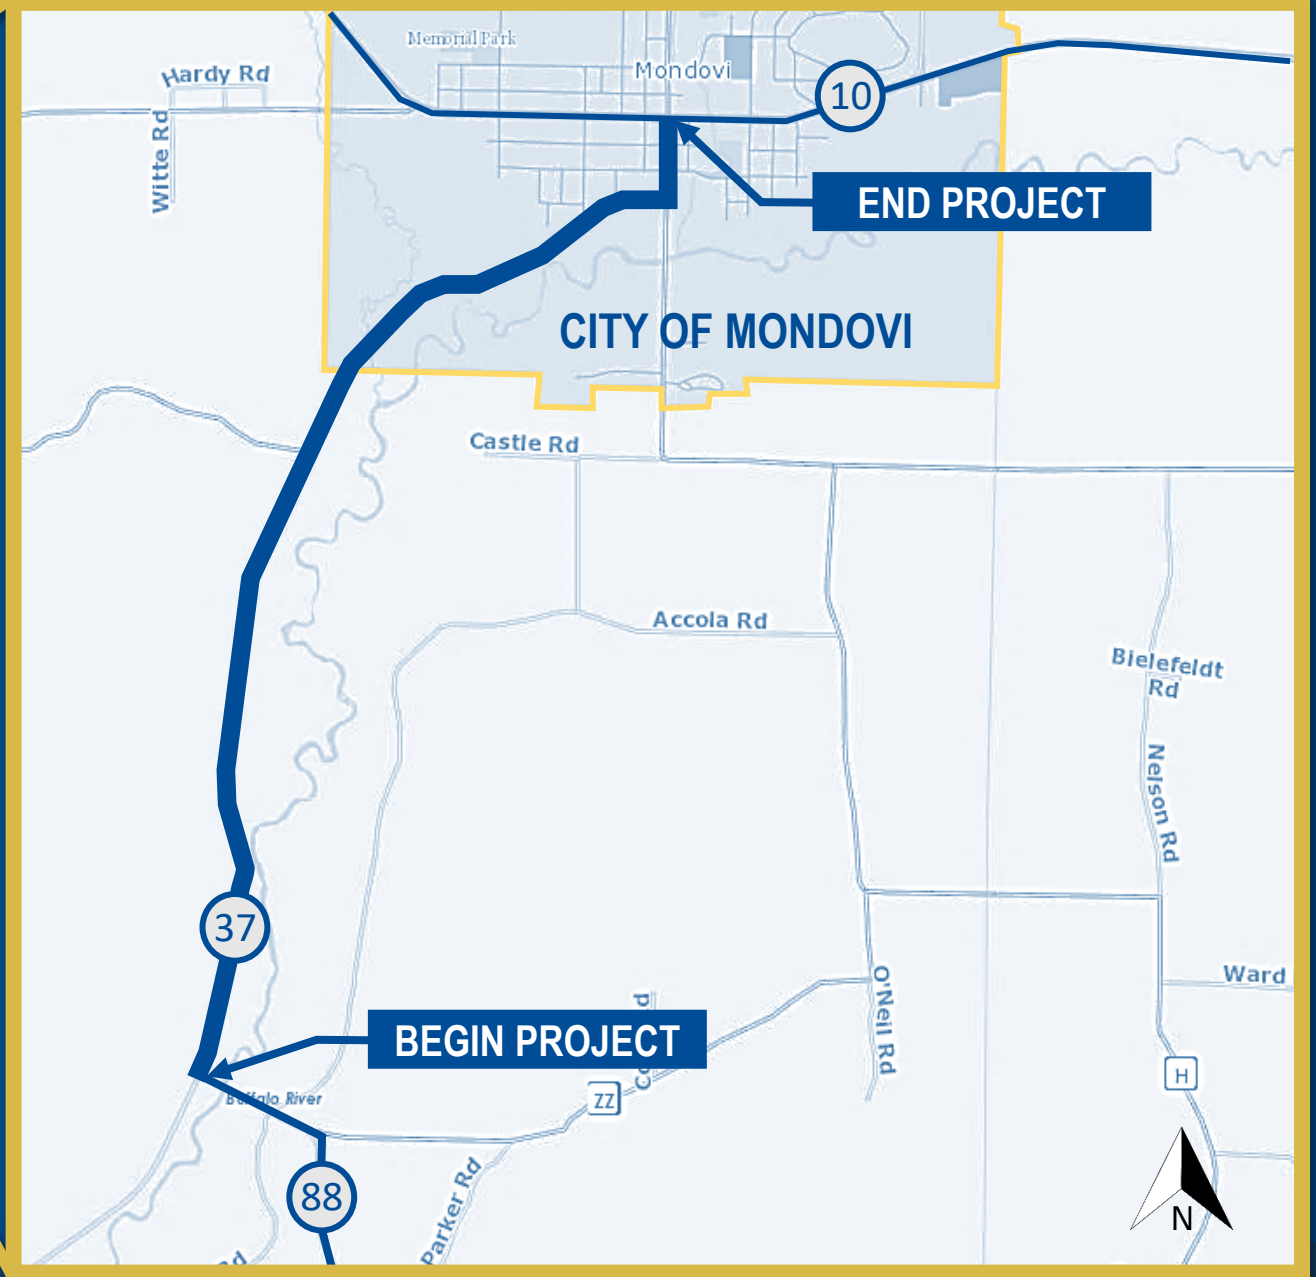 Memorial Park
Hardy Rd
Mondovi
10
Witte Rd
END PROJECT
CITY OF MONDOVI
Castle Rd
Accola Rd
Bielefeldt
Rd
Nelson Rd
37
O'Neil Rd
Ward
BEGIN PROJECT
H
Buffalo River
ZZ
Parker Rd
88
N
Rd